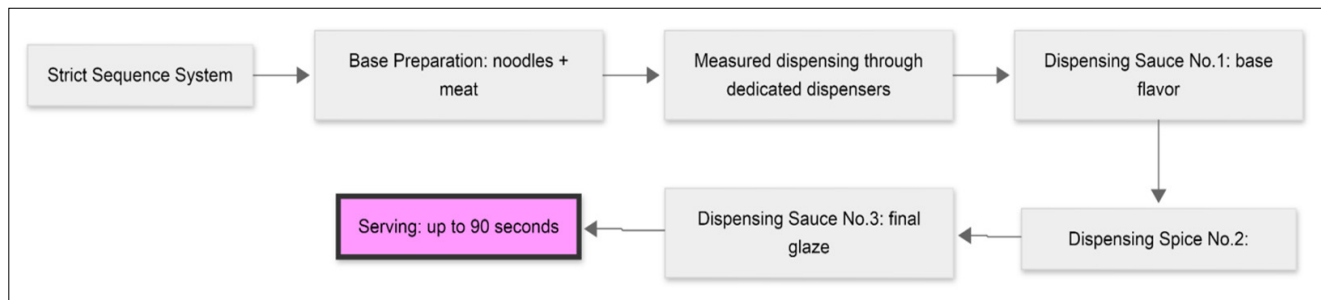 Strict Sequence System
Base Preparation: noodles +
meat
Measured dispensing through
dedicated dispensers
Dispensing Sauce No.1: base
flavor
Dispensing Spice No.2:
Dispensing Sauce No.3: final
glaze
Serving: up to 90 seconds